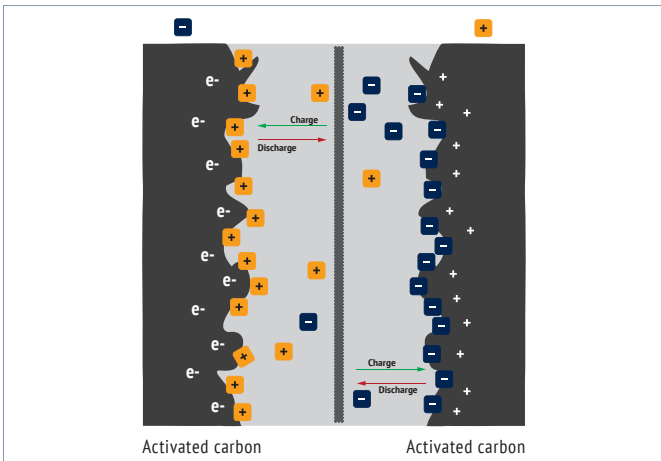 − +
e-
e-
e-
e-
e-
e-
e-
e-
e-
e-
Charge
Discharge
Charge
Discharge
Activated carbon
Activated carbon